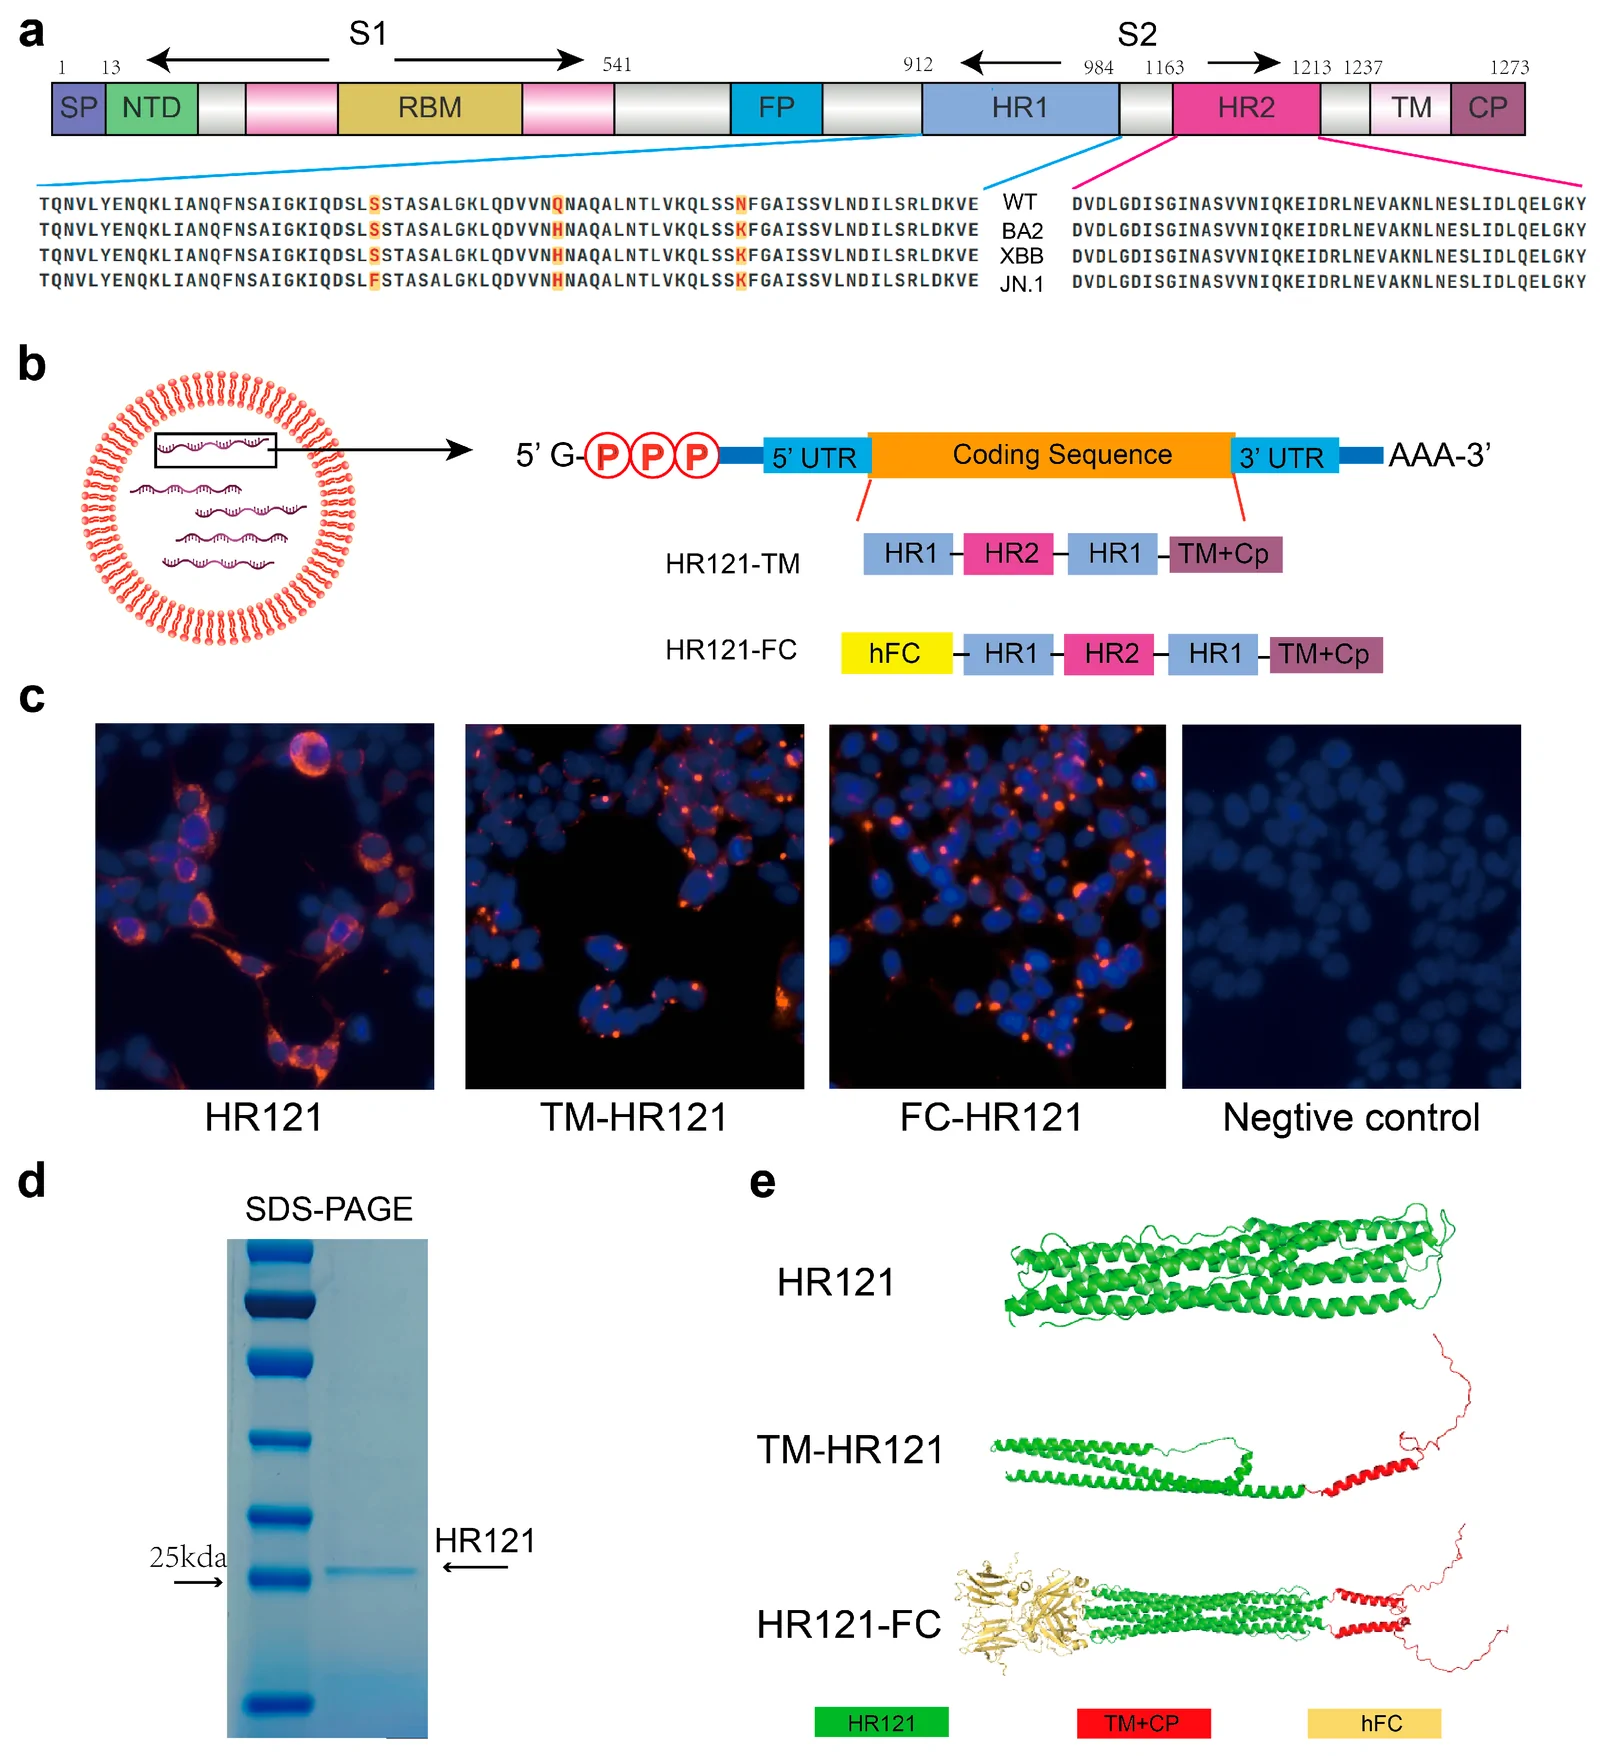 a
S1
S2
1
13
541
912
984
1163
1213
1237
1273
SP
NTD
RBM
FP
HR1
HR2
TM
CP
TQNVLYENQKLIANQFNSAIGKIQDSLSSTASALGKLQDVVNQNAQALNTLVKQLSSNFGAISSVLNDILSRLDKVE WT DVDLGDISGINASVVNIQKEIDRLNEVAKNLNESLIDLQELGKY
TQNVLYENQKLIANQFNSAIGKIQDSLSSTASALGKLQDVVNHNAQALNTLVKQLSSKFGAISSVLNDILSRLDKVE BA2 DVDLGDISGINASVVNIQKEIDRLNEVAKNLNESLIDLQELGKY
TQNVLYENQKLIANQFNSAIGKIQDSLSSTASALGKLQDVVNHNAQALNTLVKQLSSKFGAISSVLNDILSRLDKVE XBB DVDLGDISGINASVVNIQKEIDRLNEVAKNLNESLIDLQELGKY
TQNVLYENQKLIANQFNSAIGKIQDSLFSTASALGKLQDVVNHNAQALNTLVKQLSSKFGAISSVLNDILSRLDKVE JN.1 DVDLGDISGINASVVNIQKEIDRLNEVAKNLNESLIDLQELGKY
b
5’ G- P P P 5’ UTR Coding Sequence 3’ UTR AAA-3’
HR121-TM HR1 HR2 HR1 TM+Cp
HR121-FC hFC HR1 HR2 HR1 TM+Cp
c
HR121
TM-HR121
FC-HR121
Negtive control
d
SDS-PAGE
25kda
HR121
e
HR121
TM-HR121
HR121-FC
HR121
TM+CP
hFC